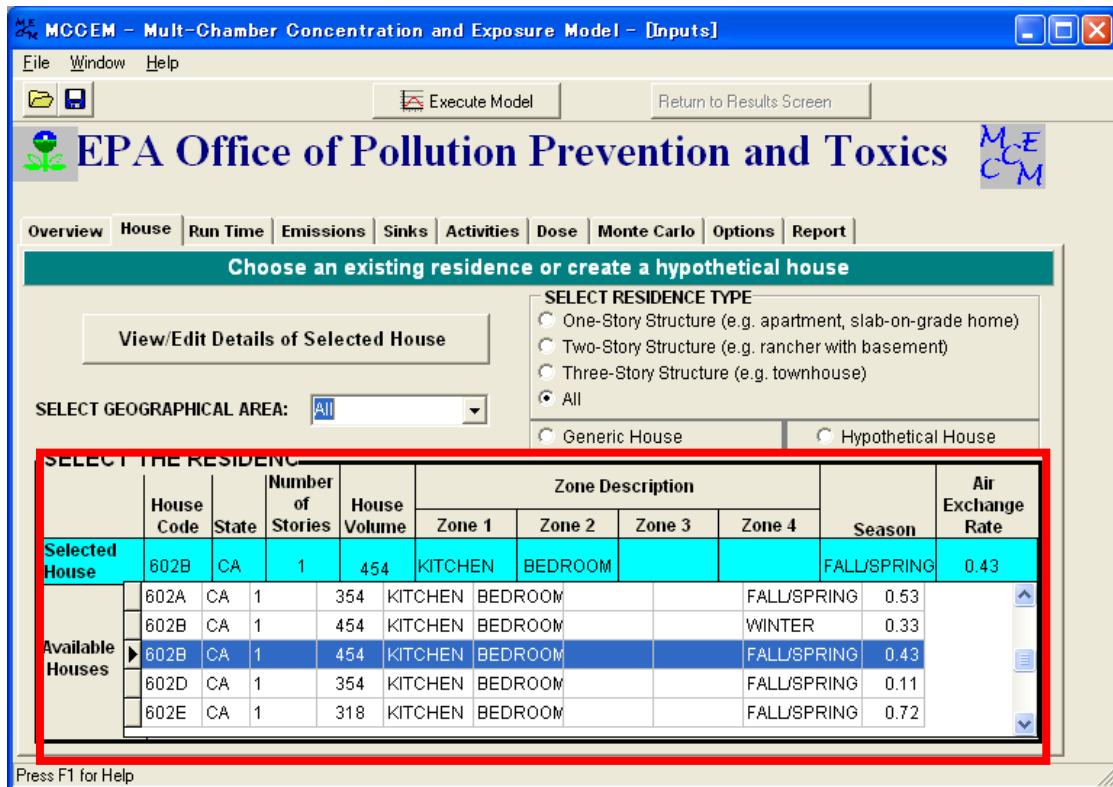 MCCEM - Mult-Chamber Concentration and Exposure Model - [Inputs]
File Window Help
Execute Model Return to Results Screen
EPA Office of Pollution Prevention and Toxics MCCEM
Overview House Run Time Emissions Sinks Activities Dose Monte Carlo Options Report
Choose an existing residence or create a hypothetical house
SELECT RESIDENCE TYPE
One-Story Structure (e.g. apartment, slab-on-grade home)
View/Edit Details of Selected House
Two-Story Structure (e.g. rancher with basement)
Three-Story Structure (e.g. townhouse)
All
SELECT GEOGRAPHICAL AREA: All
Generic House Hypothetical House
SELECT THE RESIDENC
House Code State Number of Stories House Volume Zone Description Season Air Exchange Rate
Zone 1 Zone 2 Zone 3 Zone 4
Selected House 602B CA 1 454 KITCHEN BEDROOM FALL/SPRING 0.43
Available Houses
602A CA 1 354 KITCHEN BEDROOM FALL/SPRING 0.53
602B CA 1 454 KITCHEN BEDROOM WINTER 0.33
602B CA 1 454 KITCHEN BEDROOM FALL/SPRING 0.43
602D CA 1 354 KITCHEN BEDROOM FALL/SPRING 0.11
602E CA 1 318 KITCHEN BEDROOM FALL/SPRING 0.72
Press F1 for Help